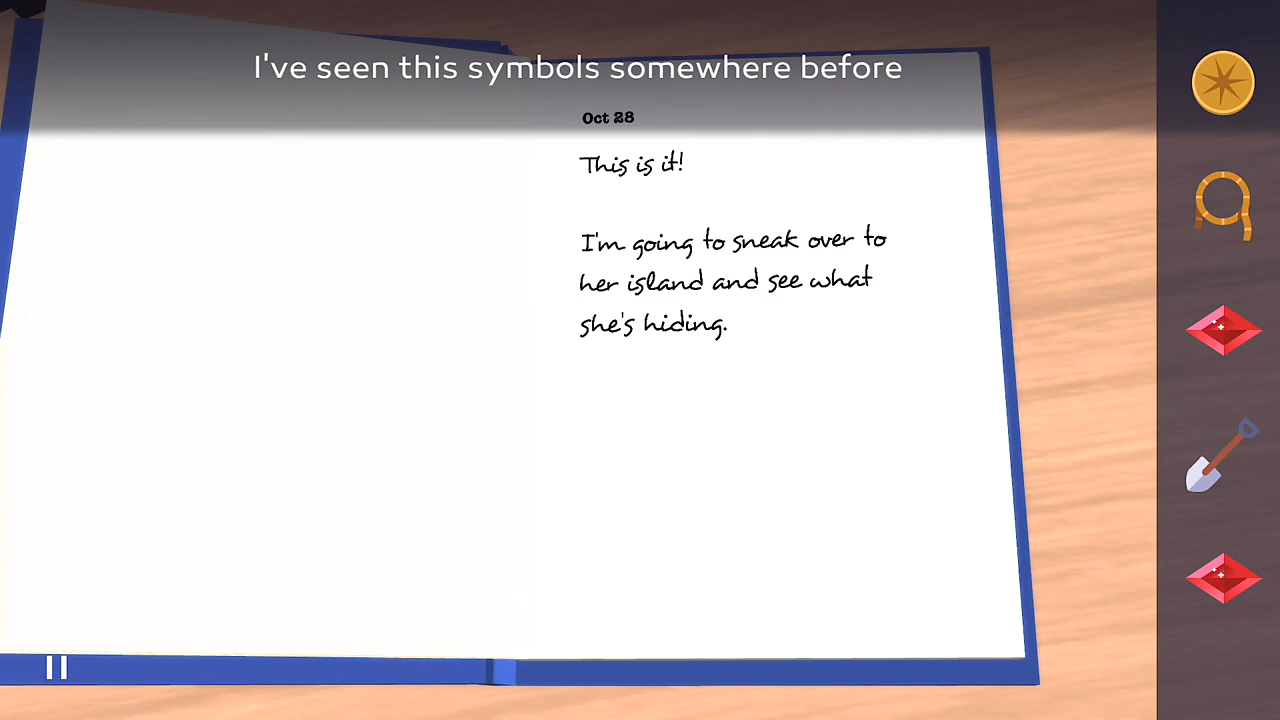 I've seen this symbols somewhere before
Oct 28
This is it!
I'm going to sneak over to
her island and see what
she's hiding.